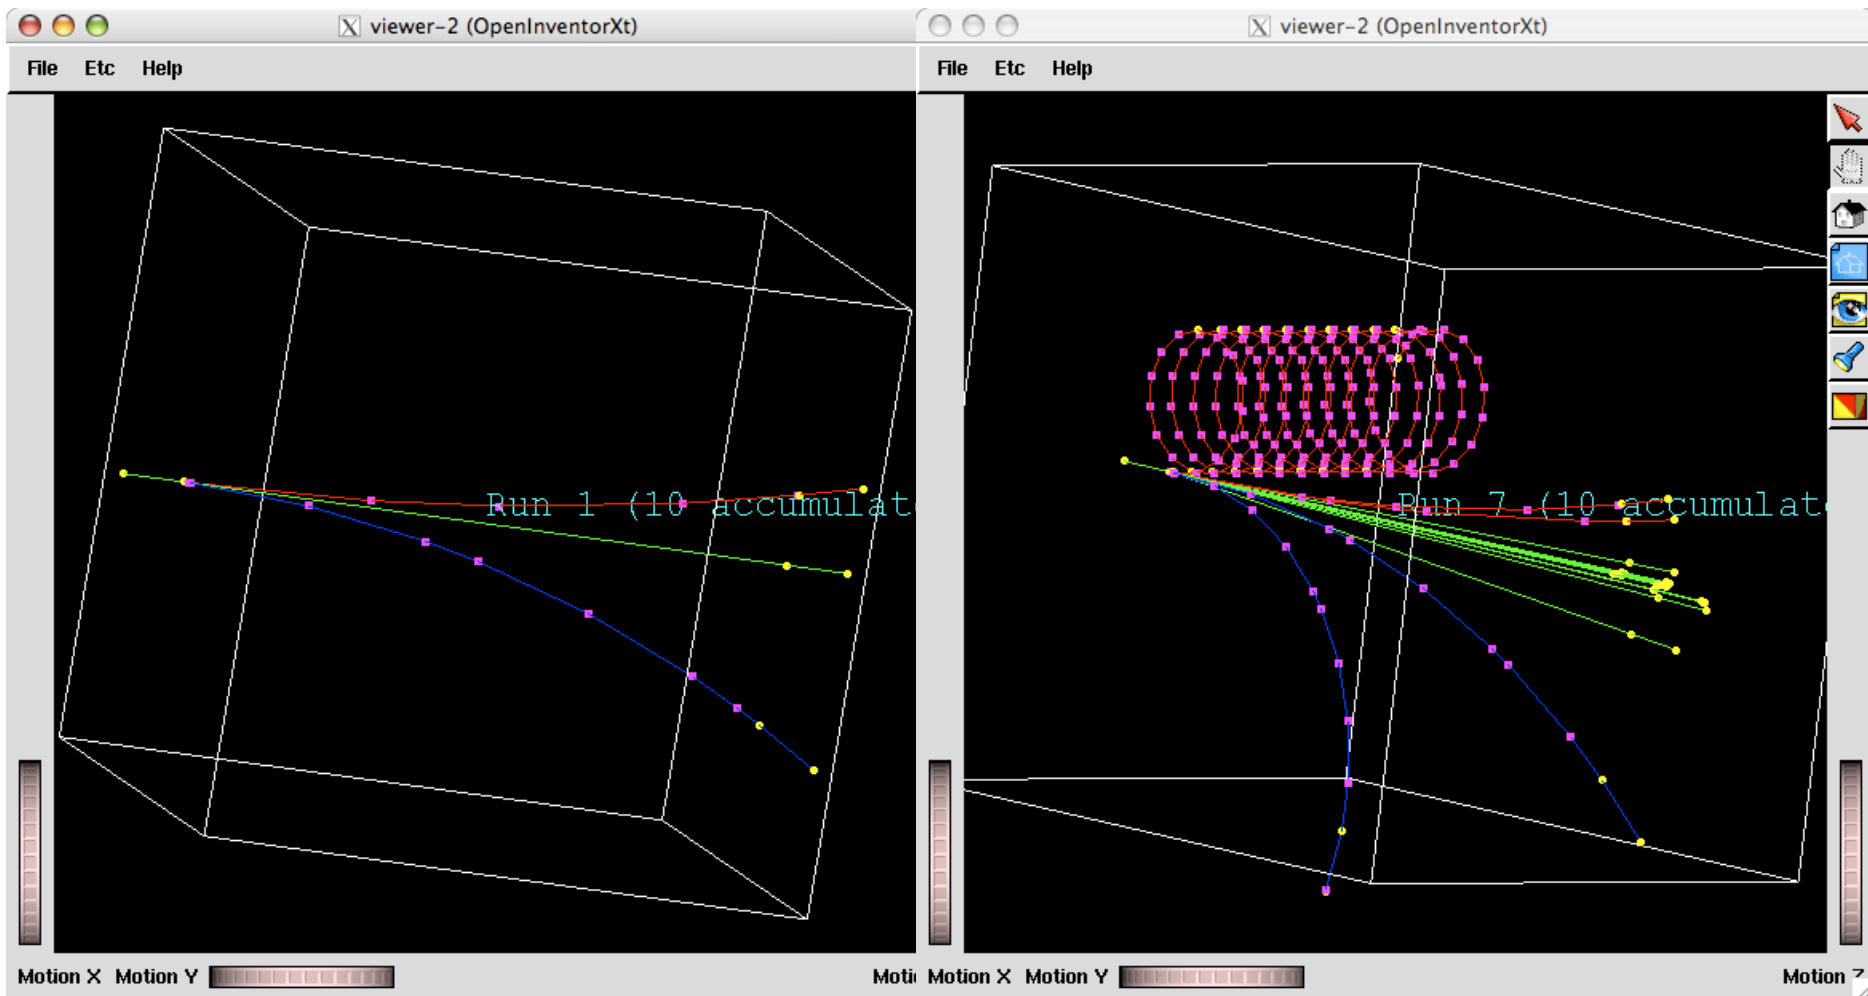 viewer-2 (OpenInventorXt)
File Etc Help
Run 1 (10 accumulat
Motion X Motion Y
viewer-2 (OpenInventorXt)
File Etc Help
Run 7 (10 accumulat
Motion X Motion Y Motion